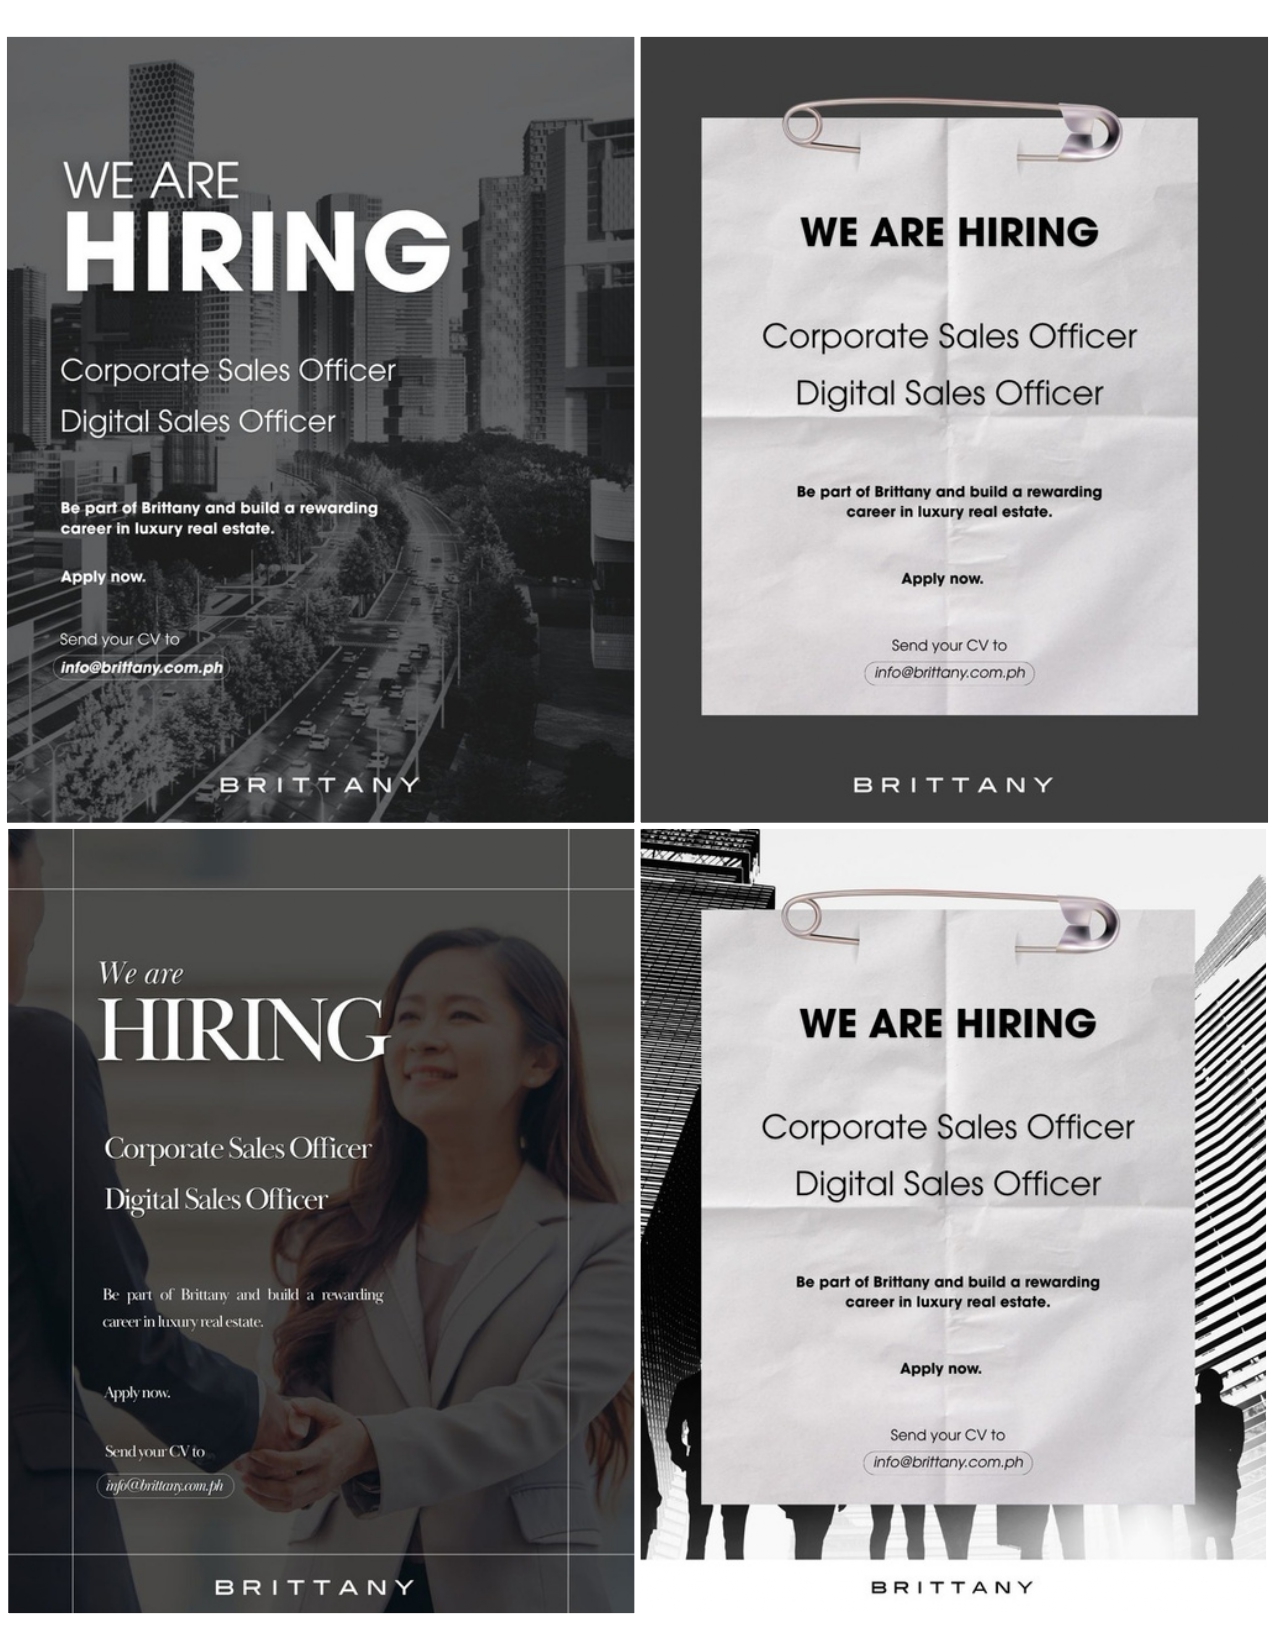 WE ARE
HIRING
Corporate Sales Officer
Digital Sales Officer
Be part of Brittany and build a rewarding
career in luxury real estate.
Apply now.
Send your CV to
info@brittany.com.ph
BRITTANY
WE ARE HIRING
Corporate Sales Officer
Digital Sales Officer
Be part of Brittany and build a rewarding
career in luxury real estate.
Apply now.
Send your CV to
info@brittany.com.ph
BRITTANY
We are
HIRING
Corporate Sales Officer
Digital Sales Officer
Be part of Brittany and build a rewarding
career in luxury real estate.
Apply now.
Send your CV to
info@brittany.com.ph
BRITTANY
WE ARE HIRING
Corporate Sales Officer
Digital Sales Officer
Be part of Brittany and build a rewarding
career in luxury real estate.
Apply now.
Send your CV to
info@brittany.com.ph
BRITTANY